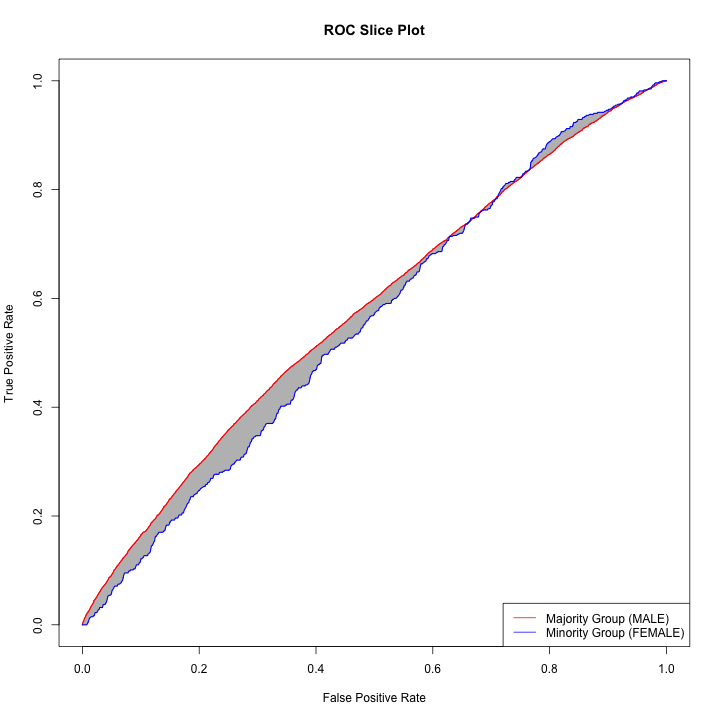 ROC Slice Plot
True Positive Rate
1.0
0.8
0.6
0.4
0.2
0.0
Majority Group (MALE)
Minority Group (FEMALE)
0.0 0.2 0.4 0.6 0.8 1.0
False Positive Rate